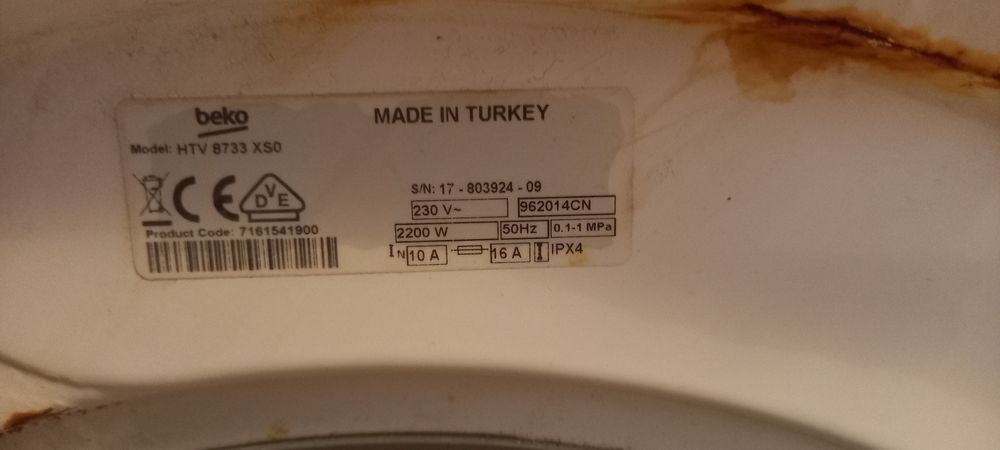 beko
MADE IN TURKEY
Model: HTV 8733 XS0
S/N: 17 - 803924 - 09
DVE
230 V~ 962014CN
Product Code: 7161541900
2200 W 50Hz 0.1-1 MPa
IN 10 A 16 A IPX4